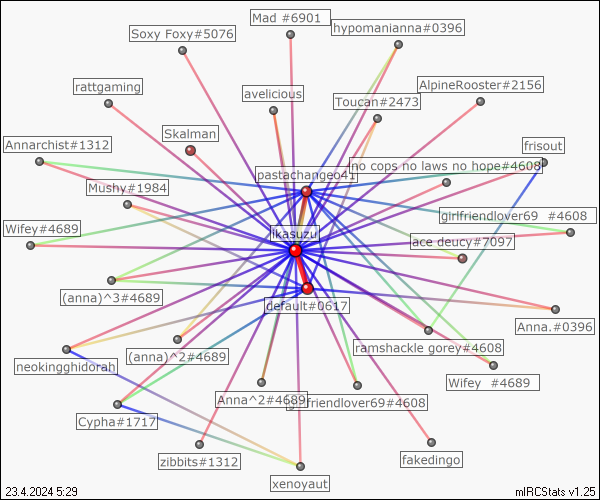 Mad #6901
Soxy Foxy#5076
hypomanianna#0396
rattgaming
avelicious
AlpineRooster#2156
Toucan#2473
Skalman
Annarchist#1312
frisout
pastachangeo41
no cops no laws no hope#4608
Mushy#1984
girlfriendlover69 #4608
Wifey#4689
ikasuzu
ace deucy#7097
(anna)^3#4689
default#0617
Anna.#0396
ramshackle gorey#4608
(anna)^2#4689
neokingghidorah
Wifey #4689
Anna^2#4689
girlfriendlover69#4608
Cypha#1717
zibbits#1312
fakedingo
xenoyaut
23.4.2024 5:29
mIRCStats v1.25